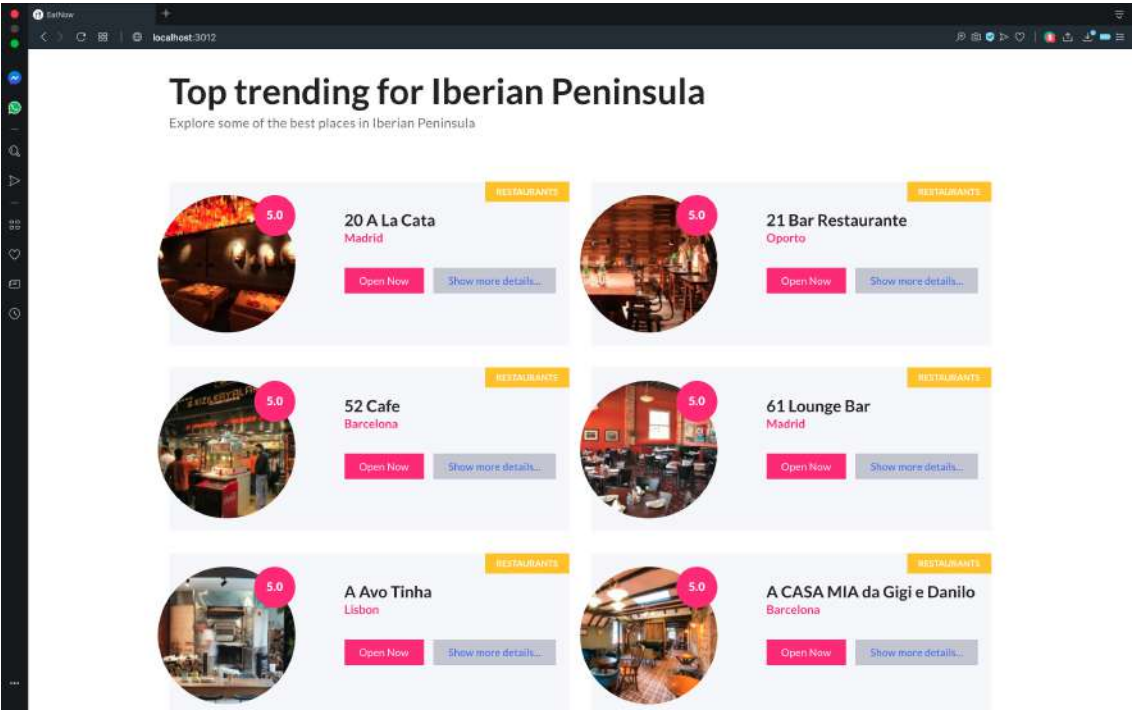 EatNow
localhost:3012
Top trending for Iberian Peninsula
Explore some of the best places in Iberian Peninsula
RESTAURANTS
5.0
20 A La Cata
Madrid
Open Now
Show more details...
RESTAURANTS
5.0
21 Bar Restaurante
Oporto
Open Now
Show more details...
RESTAURANTS
5.0
52 Cafe
Barcelona
Open Now
Show more details...
RESTAURANTS
5.0
61 Lounge Bar
Madrid
Open Now
Show more details...
RESTAURANTS
5.0
A Avo Tinha
Lisbon
Open Now
Show more details...
RESTAURANTS
5.0
A CASA MIA da Gigi e Danilo
Barcelona
Open Now
Show more details...